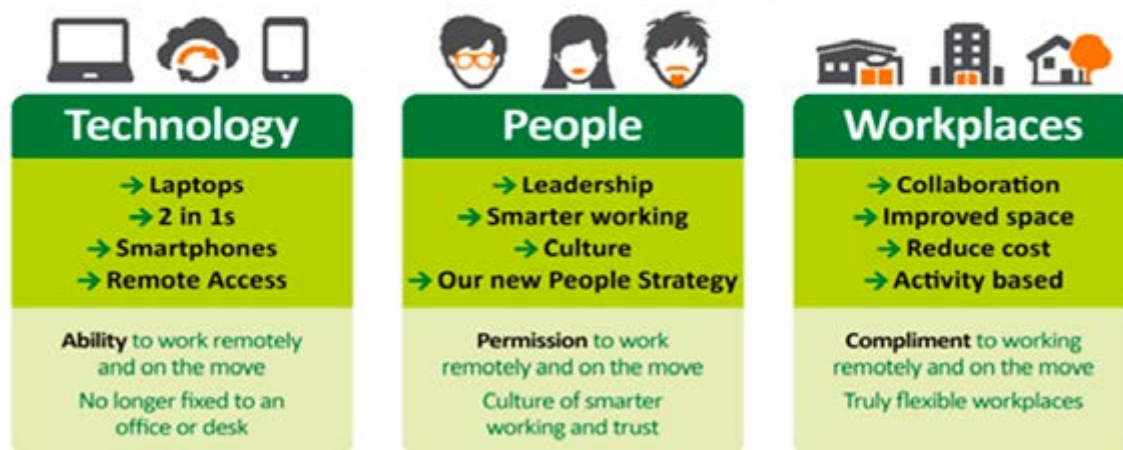 Technology
→ Laptops
→ 2 in 1s
→ Smartphones
→ Remote Access
Ability to work remotely
and on the move
No longer fixed to an
office or desk
People
→ Leadership
→ Smarter working
→ Culture
→ Our new People Strategy
Permission to work
remotely and on the move
Culture of smarter
working and trust
Workplaces
→ Collaboration
→ Improved space
→ Reduce cost
→ Activity based
Compliment to working
remotely and on the move
Truly flexible workplaces